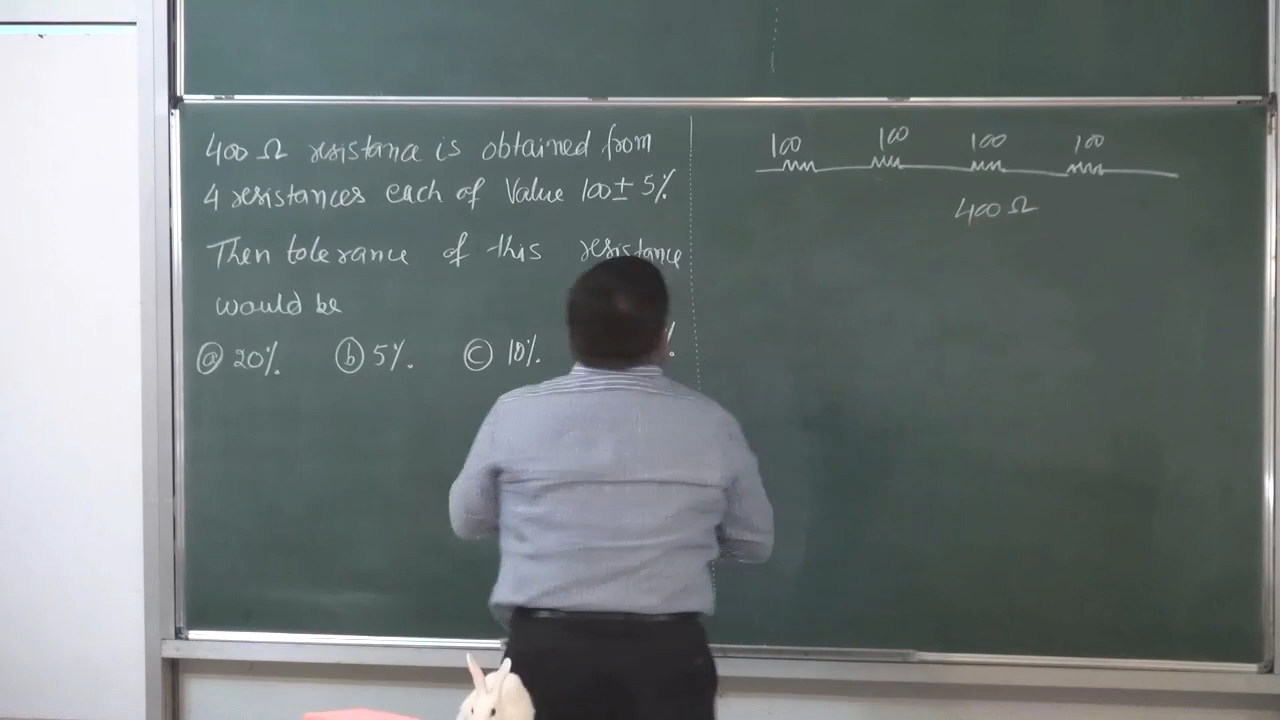 400 Ω resistance is obtained from
4 resistances each of Value 100 ± 5%
Then tolerance of this resistance
would be
ⓐ 20% ⓑ 5% ⓒ 10% %
100 100 100 100
400 Ω